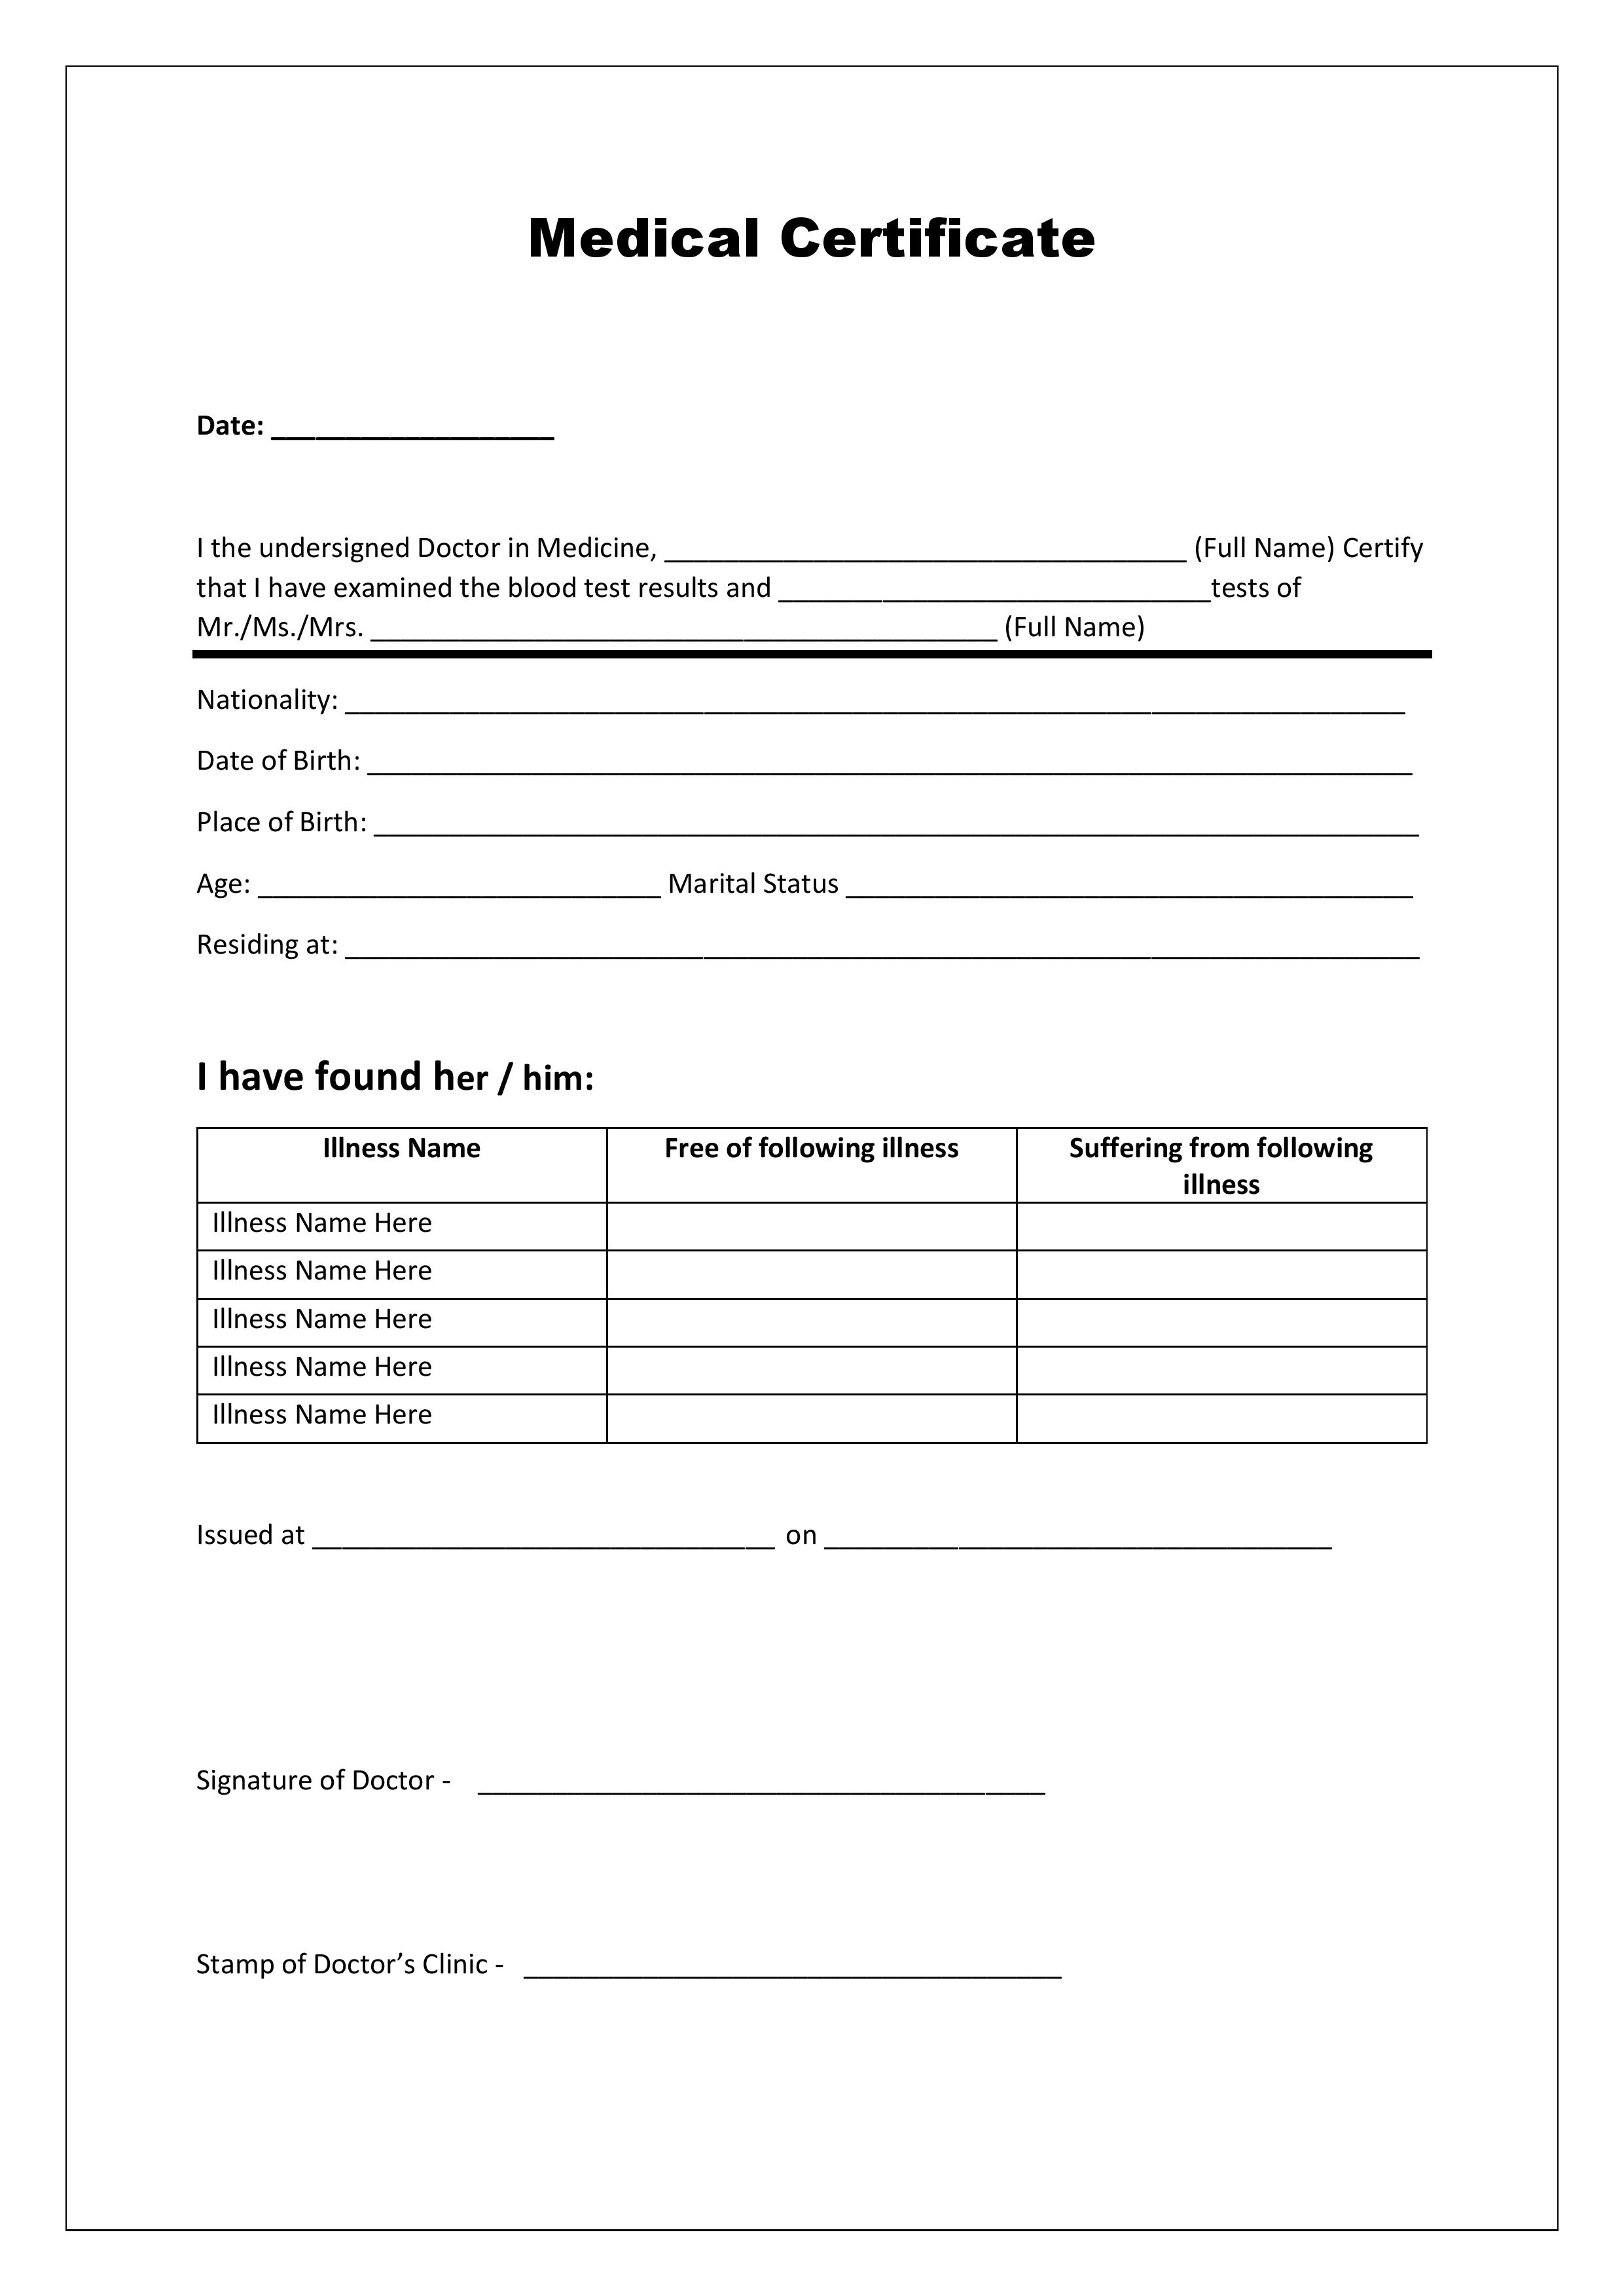 Medical Certificate
Date: ___________________
I the undersigned Doctor in Medicine, ___________________________________ (Full Name) Certify
that I have examined the blood test results and _____________________________tests of
Mr./Ms./Mrs. __________________________________________ (Full Name)
Nationality: _______________________________________________________________________
Date of Birth: ______________________________________________________________________
Place of Birth: ______________________________________________________________________
Age: ___________________________ Marital Status ______________________________________
Residing at: ________________________________________________________________________
I have found her / him:
Illness Name Free of following illness Suffering from following
illness
Illness Name Here
Illness Name Here
Illness Name Here
Illness Name Here
Illness Name Here
Issued at _______________________________ on __________________________________
Signature of Doctor - ______________________________________
Stamp of Doctor’s Clinic - ____________________________________